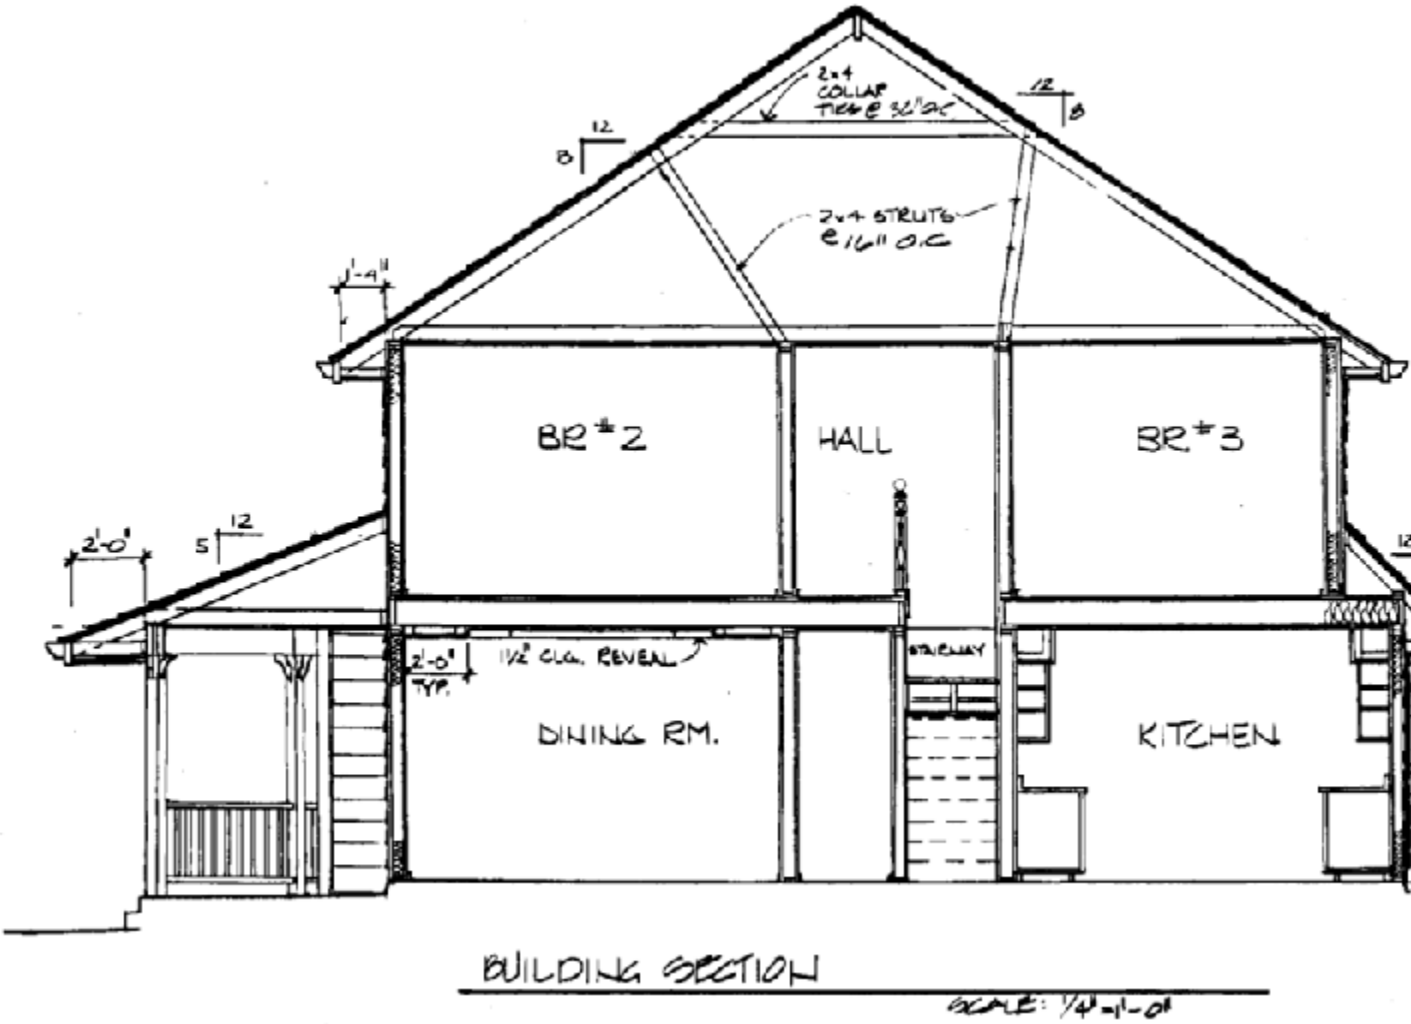 2x4
COLLAR
TIES @ 32" O.C.
12
8
12
8
2x4 STRUTS
@ 16" O.C.
1'-4"
BR #2
HALL
BR #3
2'-0"
12
5
12
2'-0"
TYP.
1 1/2" CLG. REVEAL
STAIRWAY
DINING RM.
KITCHEN
BUILDING SECTION
SCALE: 1/4"=1'-0"